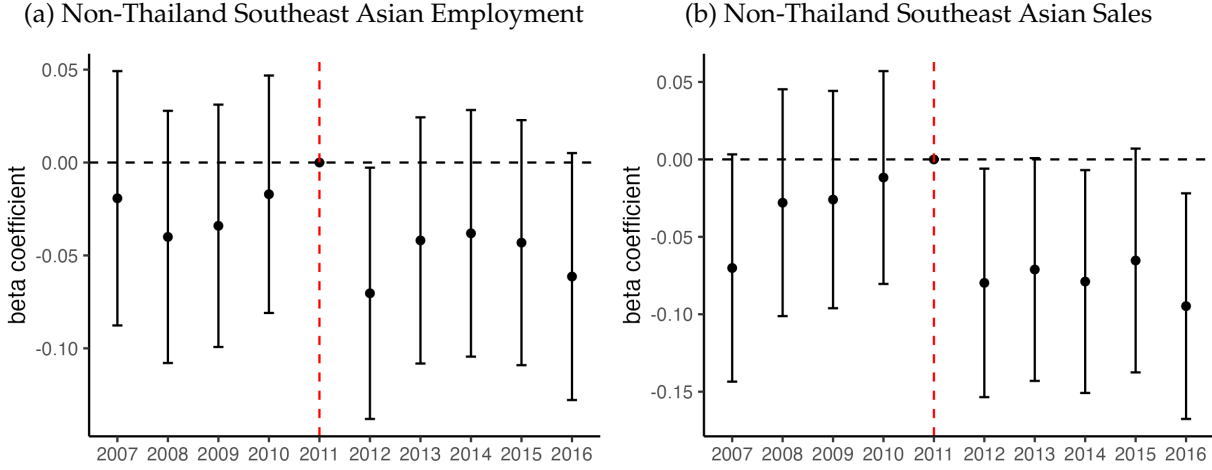 (a) Non-Thailand Southeast Asian Employment
0.05
0.00
-0.05
-0.10
beta coefficient
2007 2008 2009 2010 2011 2012 2013 2014 2015 2016
(b) Non-Thailand Southeast Asian Sales
0.05
0.00
-0.05
-0.10
-0.15
beta coefficient
2007 2008 2009 2010 2011 2012 2013 2014 2015 2016